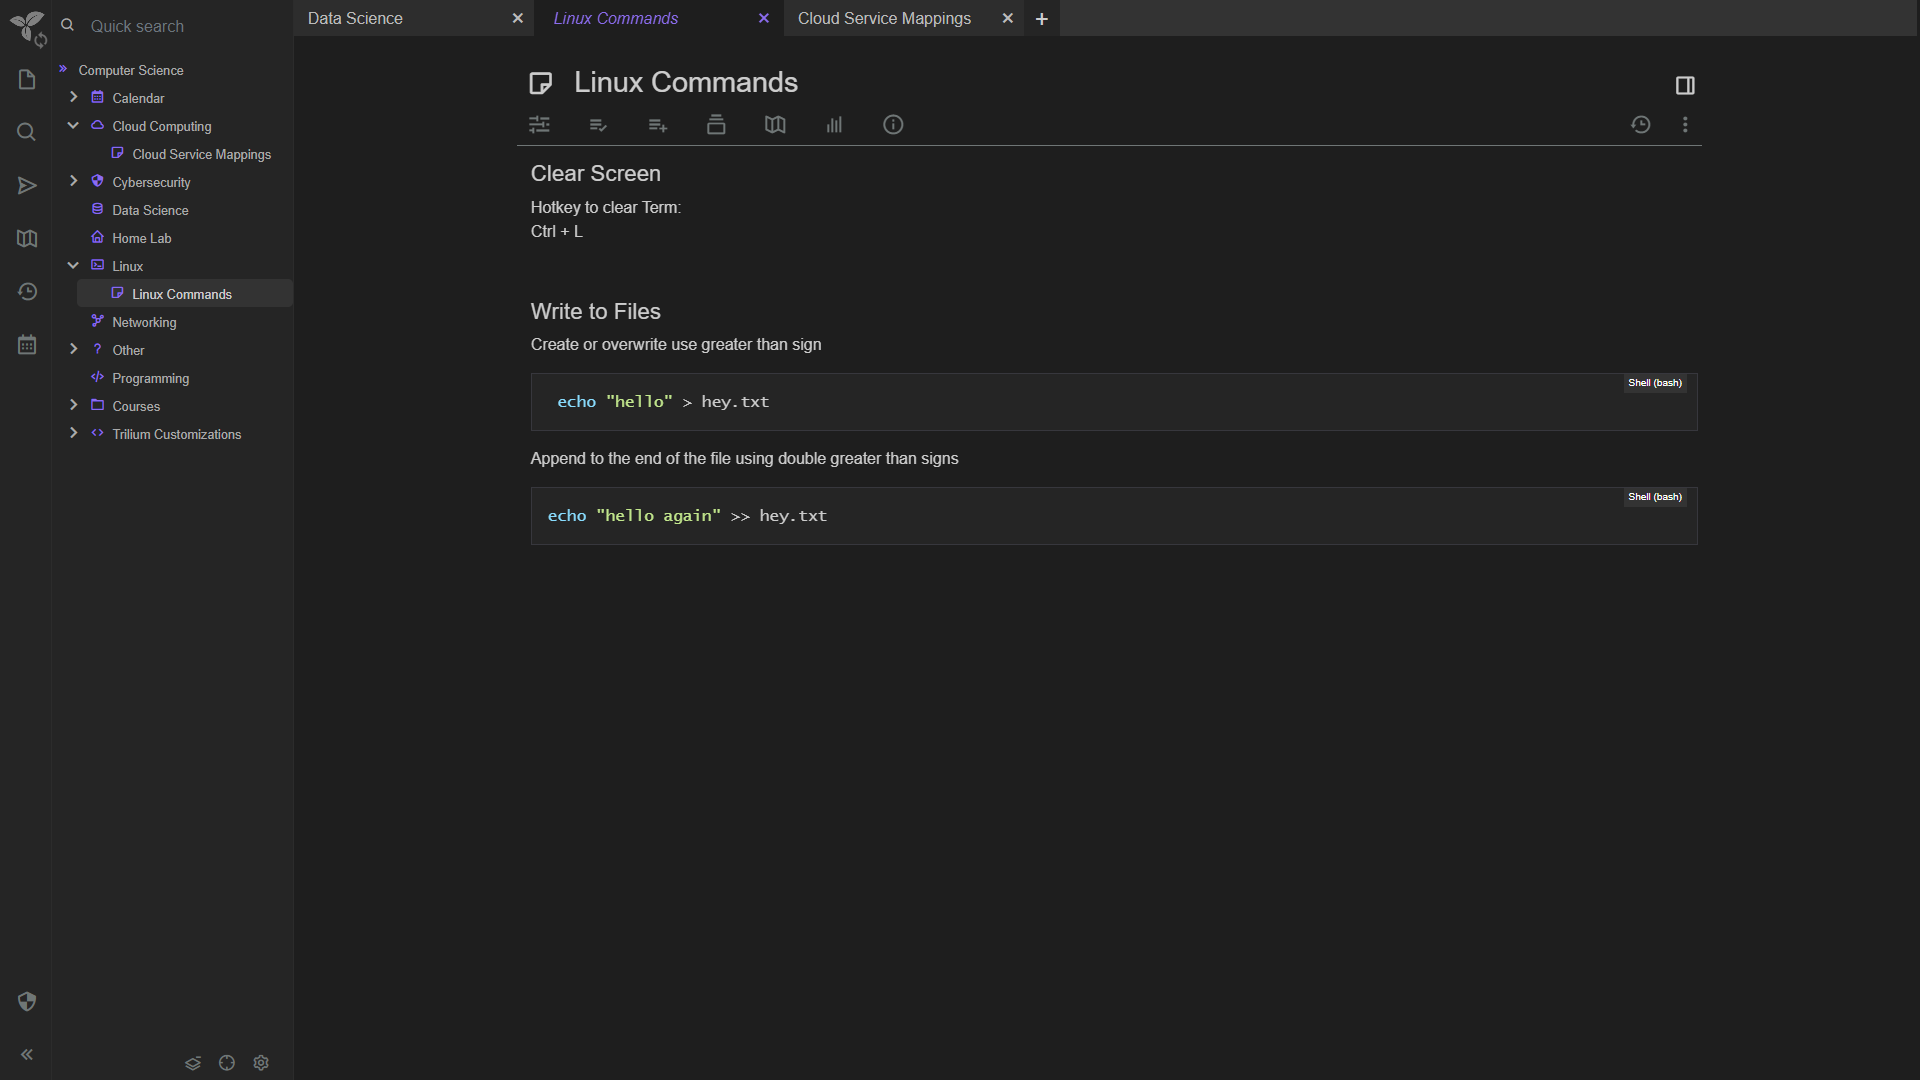 Quick search
Computer Science
Calendar
Cloud Computing
Cloud Service Mappings
Cybersecurity
Data Science
Home Lab
Linux
Linux Commands
Networking
Other
Programming
Courses
Trilium Customizations
Data Science
Linux Commands
Cloud Service Mappings
Linux Commands
Clear Screen
Hotkey to clear Term:
Ctrl + L
Write to Files
Create or overwrite use greater than sign
Shell (bash)
echo "hello" > hey.txt
Append to the end of the file using double greater than signs
Shell (bash)
echo "hello again" >> hey.txt